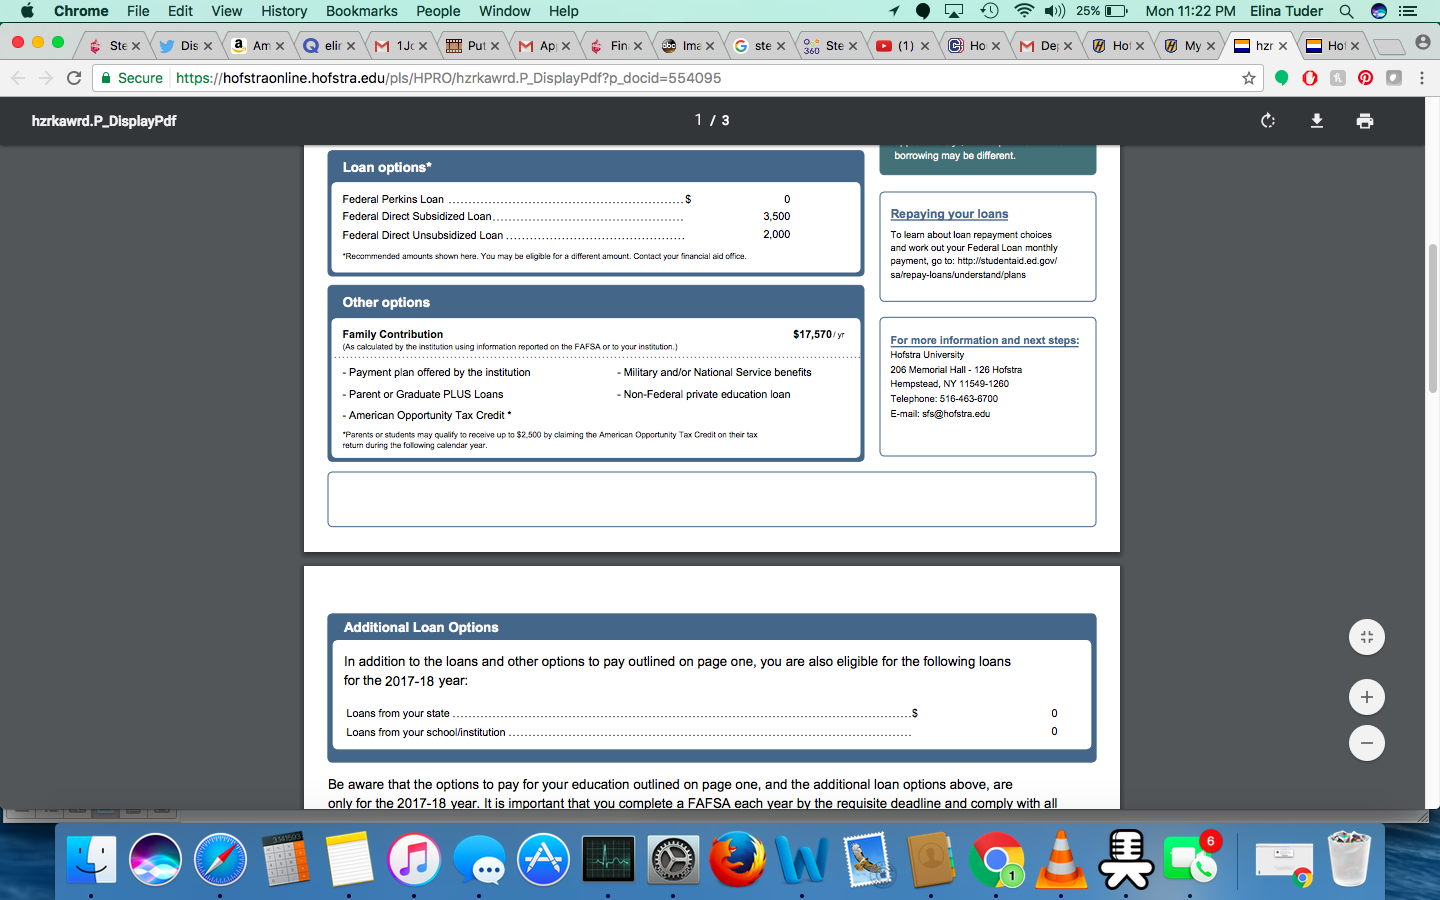 Chrome File Edit View History Bookmarks People Window Help
25% Mon 11:22 PM Elina Tuder
Ste Dis Am elir 1Jc Put Ap Fin Ima ste Ste (1) Ho De Hof My hzr Hof
Secure https://hofstraonline.hofstra.edu/pls/HPRO/hzrkawrd.P_DisplayPdf?p_docid=554095
hzrkawrd.P_DisplayPdf
1 / 3
borrowing may be different.
Loan options*
Federal Perkins Loan $ 0
Federal Direct Subsidized Loan 3,500
Federal Direct Unsubsidized Loan 2,000
*Recommended amounts shown here. You may be eligible for a different amount. Contact your financial aid office.
Repaying your loans
To learn about loan repayment choices
and work out your Federal Loan monthly
payment, go to: http://studentaid.ed.gov/
sa/repay-loans/understand/plans
Other options
Family Contribution $17,570 / yr
(As calculated by the institution using information reported on the FAFSA or to your institution.)
- Payment plan offered by the institution
- Military and/or National Service benefits
- Parent or Graduate PLUS Loans
- Non-Federal private education loan
- American Opportunity Tax Credit *
*Parents or students may qualify to receive up to $2,500 by claiming the American Opportunity Tax Credit on their tax
return during the following calendar year.
For more information and next steps:
Hofstra University
206 Memorial Hall - 126 Hofstra
Hempstead, NY 11549-1260
Telephone: 516-463-6700
E-mail: sfs@hofstra.edu
Additional Loan Options
In addition to the loans and other options to pay outlined on page one, you are also eligible for the following loans
for the 2017-18 year:
Loans from your state $ 0
Loans from your school/institution 0
Be aware that the options to pay for your education outlined on page one, and the additional loan options above, are
only for the 2017-18 year. It is important that you complete a FAFSA each year by the requisite deadline and comply with all
6
1